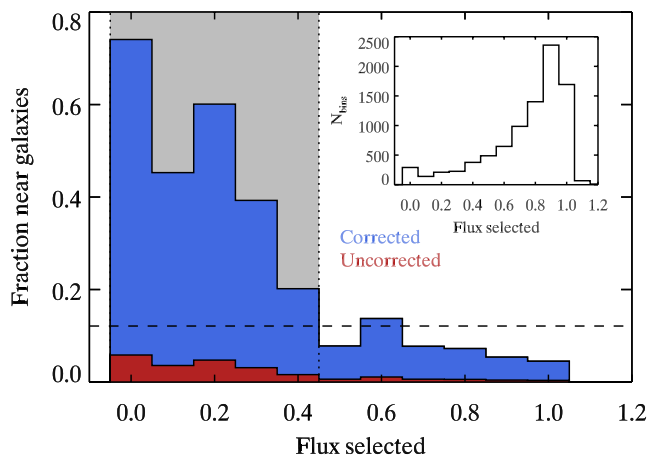 0.8
0.6
0.4
0.2
0.0
Fraction near galaxies
0.0 0.2 0.4 0.6 0.8 1.0 1.2
Flux selected
Corrected
Uncorrected
2500
2000
1500
1000
500
0
N_bins
0.0 0.2 0.4 0.6 0.8 1.0 1.2
Flux selected